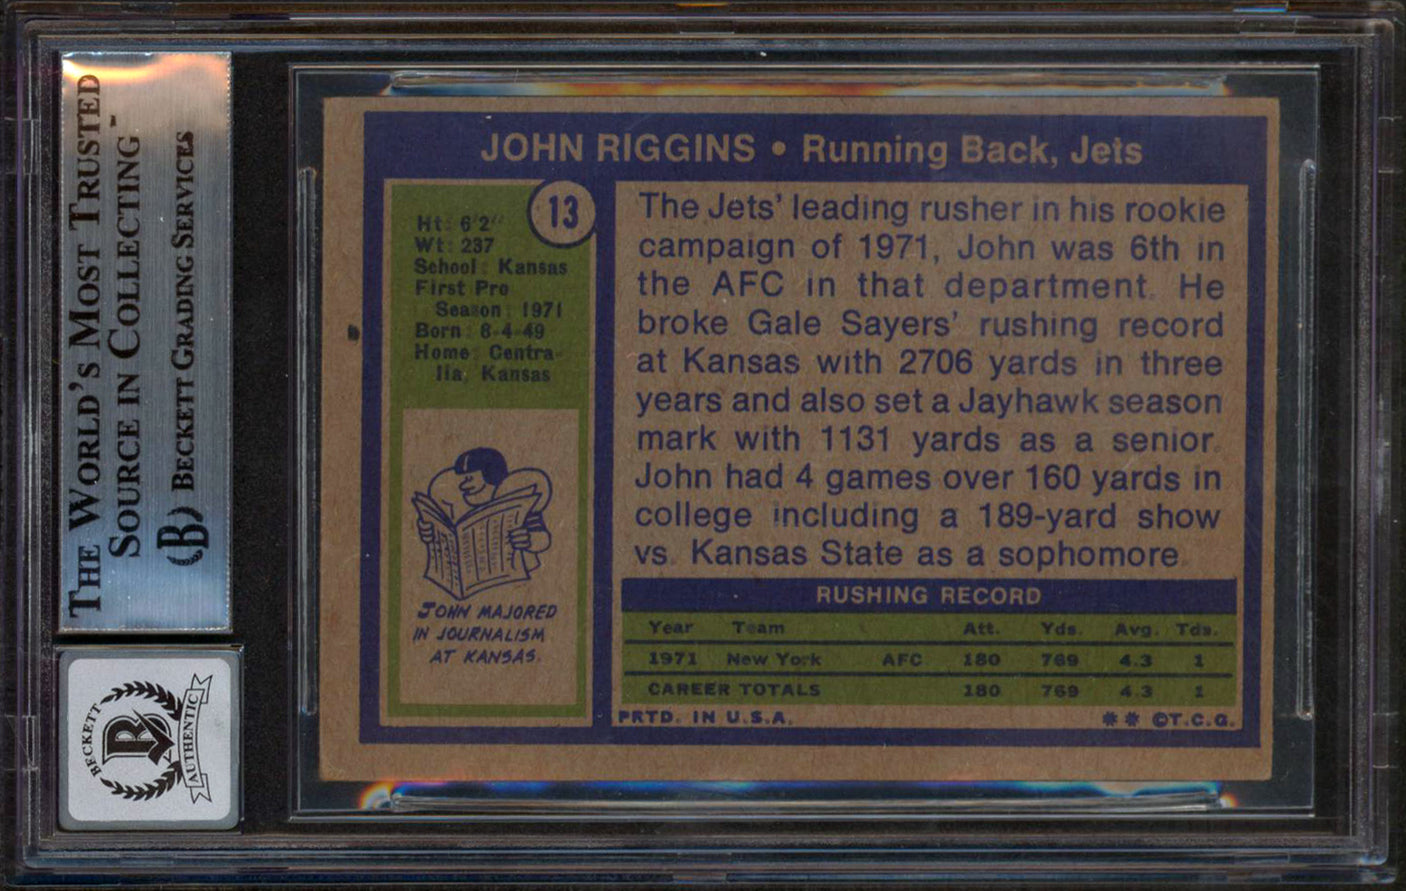 THE WORLD'S MOST TRUSTED
SOURCE IN COLLECTING™
(B) BECKETT GRADING SERVICES
BECKETT
B
AUTHENTIC
JOHN RIGGINS • Running Back, Jets
13
Ht: 6'2"
Wt: 237
School: Kansas
First Pro
Season: 1971
Born: 8-4-49
Home: Centra-
lia, Kansas
JOHN MAJORED
IN JOURNALISM
AT KANSAS.
The Jets' leading rusher in his rookie
campaign of 1971, John was 6th in
the AFC in that department. He
broke Gale Sayers' rushing record
at Kansas with 2706 yards in three
years and also set a Jayhawk season
mark with 1131 yards as a senior.
John had 4 games over 160 yards in
college including a 189-yard show
vs. Kansas State as a sophomore.
RUSHING RECORD
Year Team Att. Yds. Avg. Tds.
1971 New York AFC 180 769 4.3 1
CAREER TOTALS 180 769 4.3 1
PRTD. IN U.S.A. ** ©T.C.G.